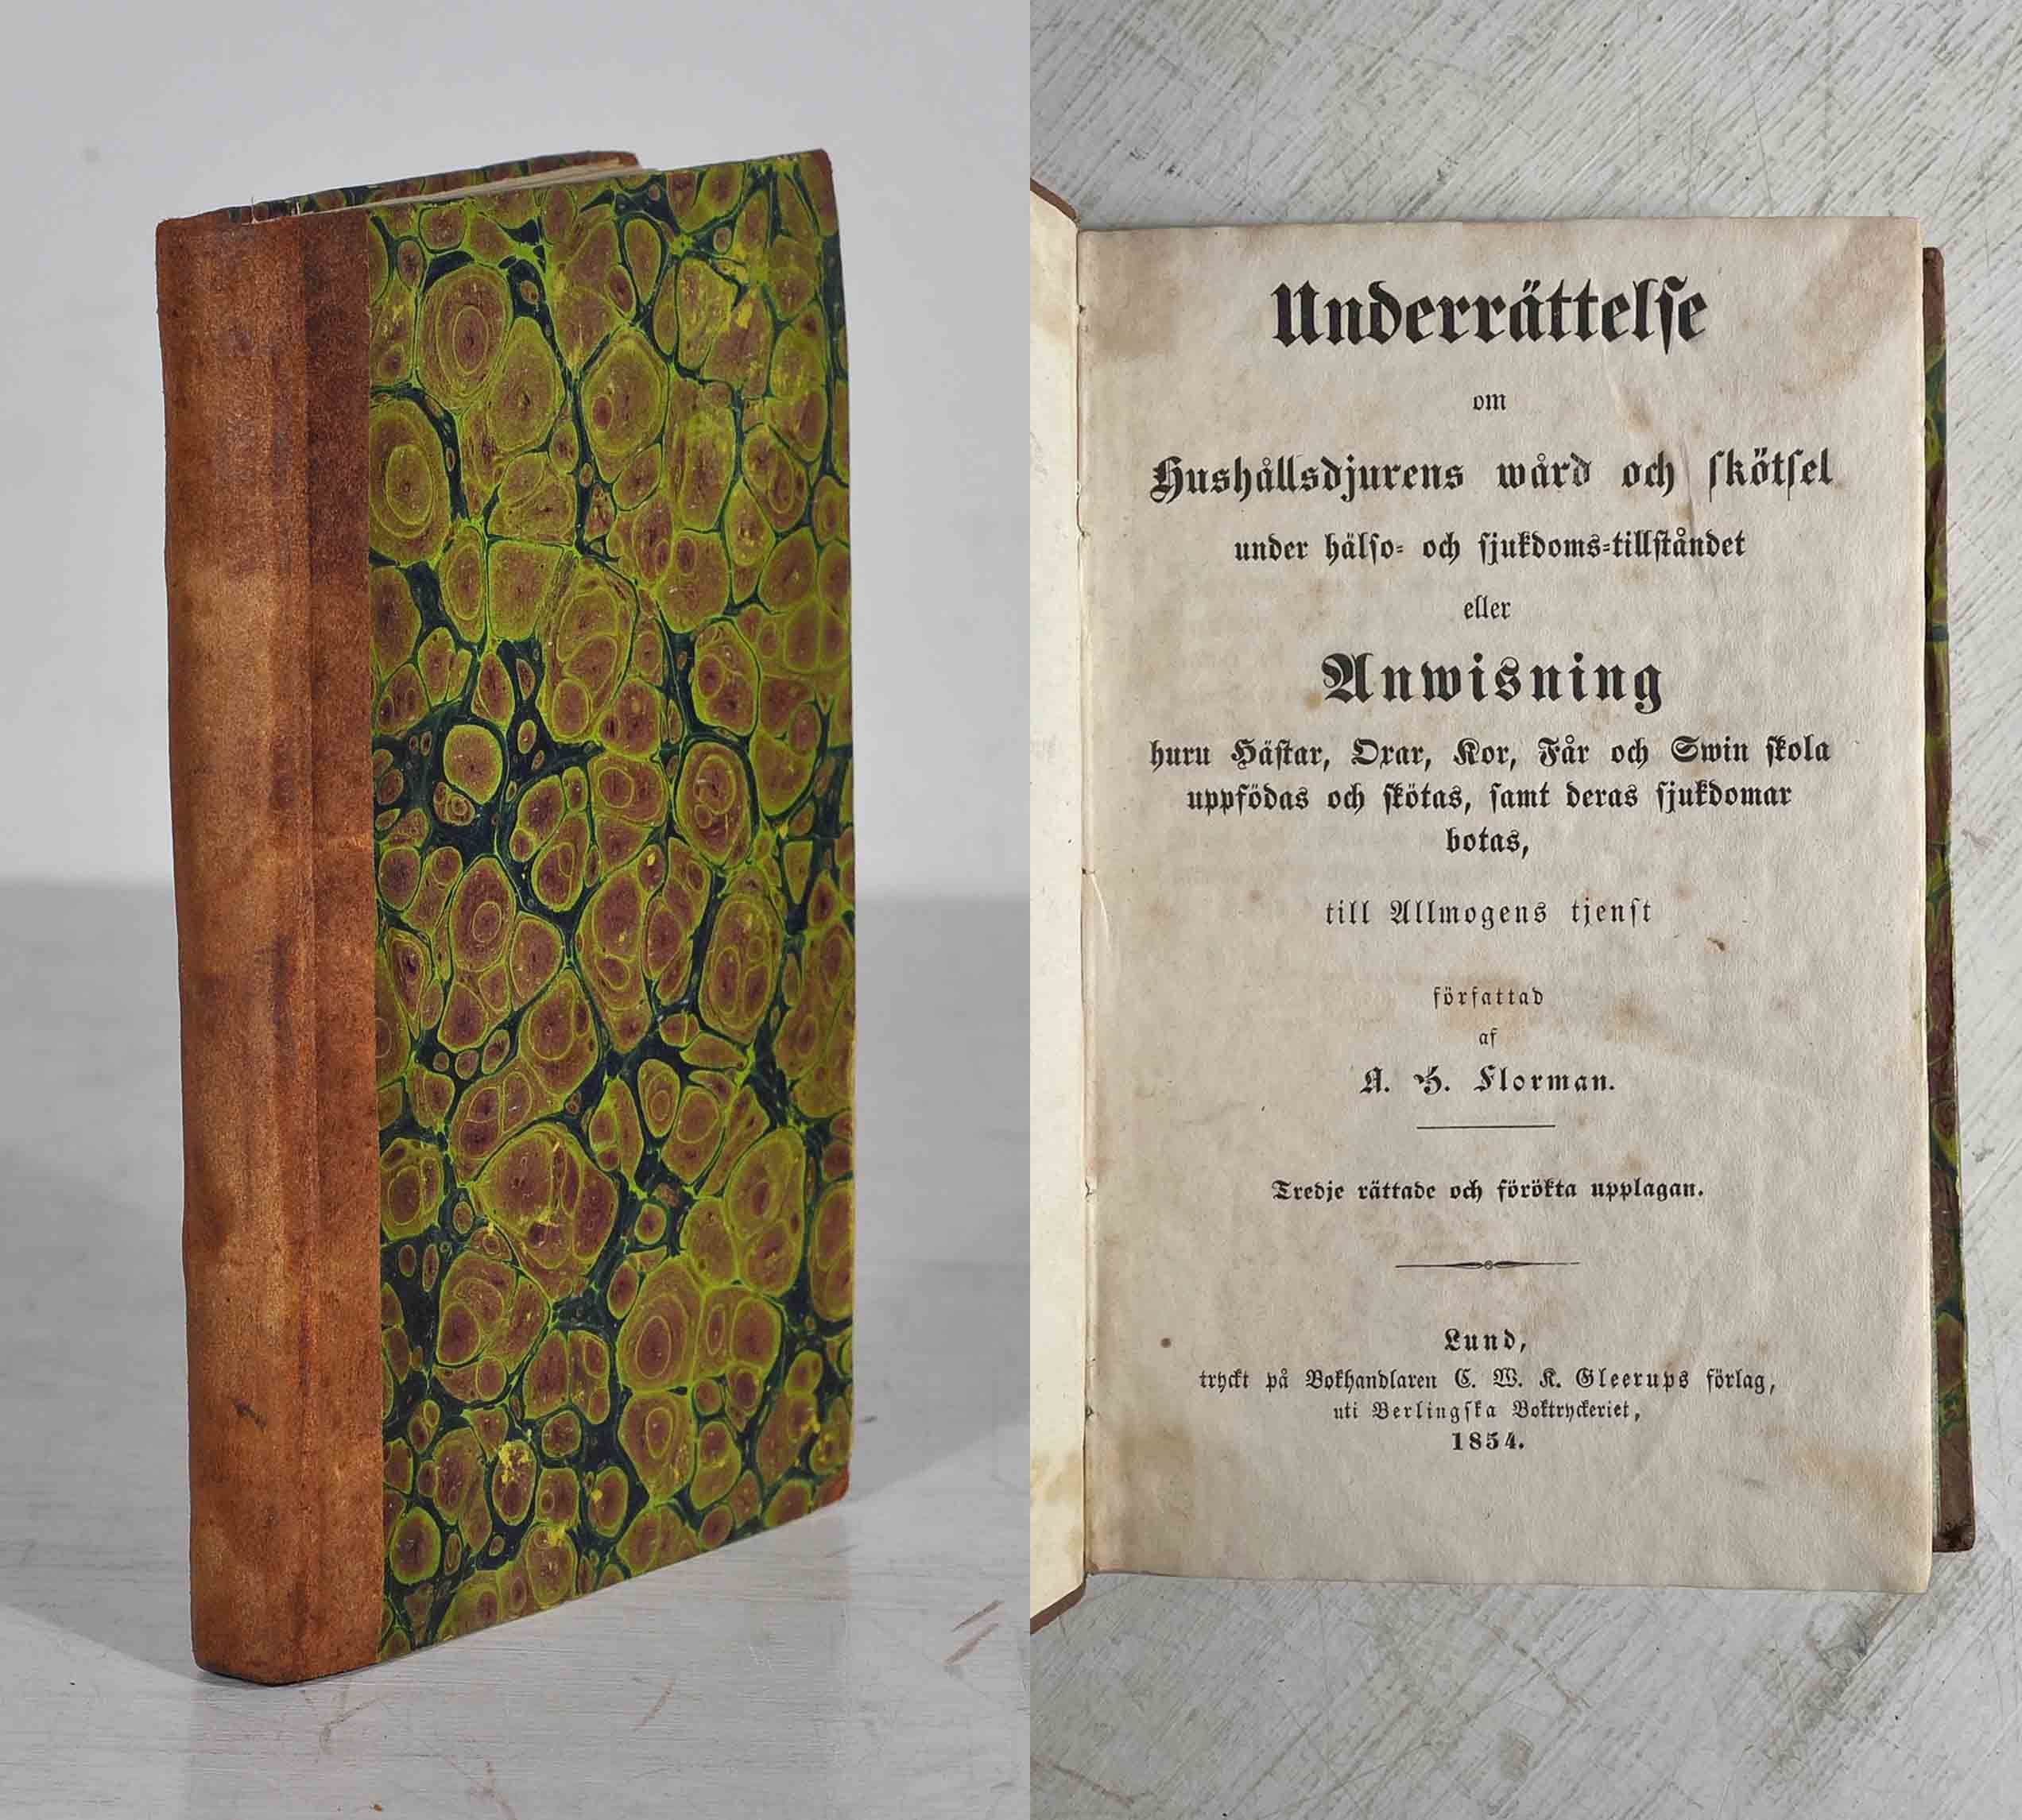 Underrättelse
om
Hushållsdjurens wård och skötsel
under hälso- och sjukdoms-tillståndet
eller
Anwisning
huru Hästar, Oxar, Kor, Får och Swin skola
uppfödas och skötas, samt deras sjukdomar
botas,
till Allmogens tjenst
författad
af
A. H. Florman.
Tredje rättade och förökta upplagan.
Lund,
tryckt på Bokhandlaren C. W. K. Gleerups förlag,
uti Berlingska Boktryckeriet,
1854.